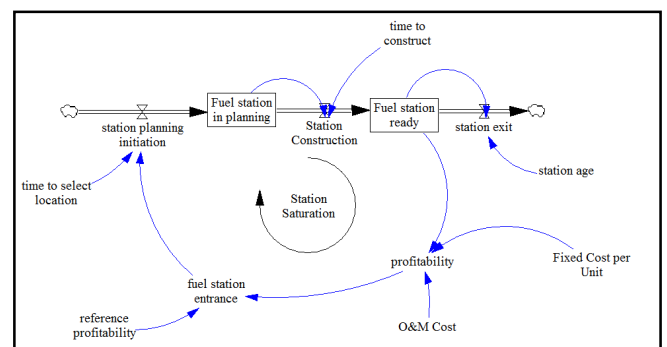 time to
construct
Fuel station
in planning
Fuel station
ready
station planning
initiation
Station
Construction
station exit
time to select
location
Station
Saturation
station age
profitability
Fixed Cost per
Unit
fuel station
entrance
reference
profitability
O&M Cost